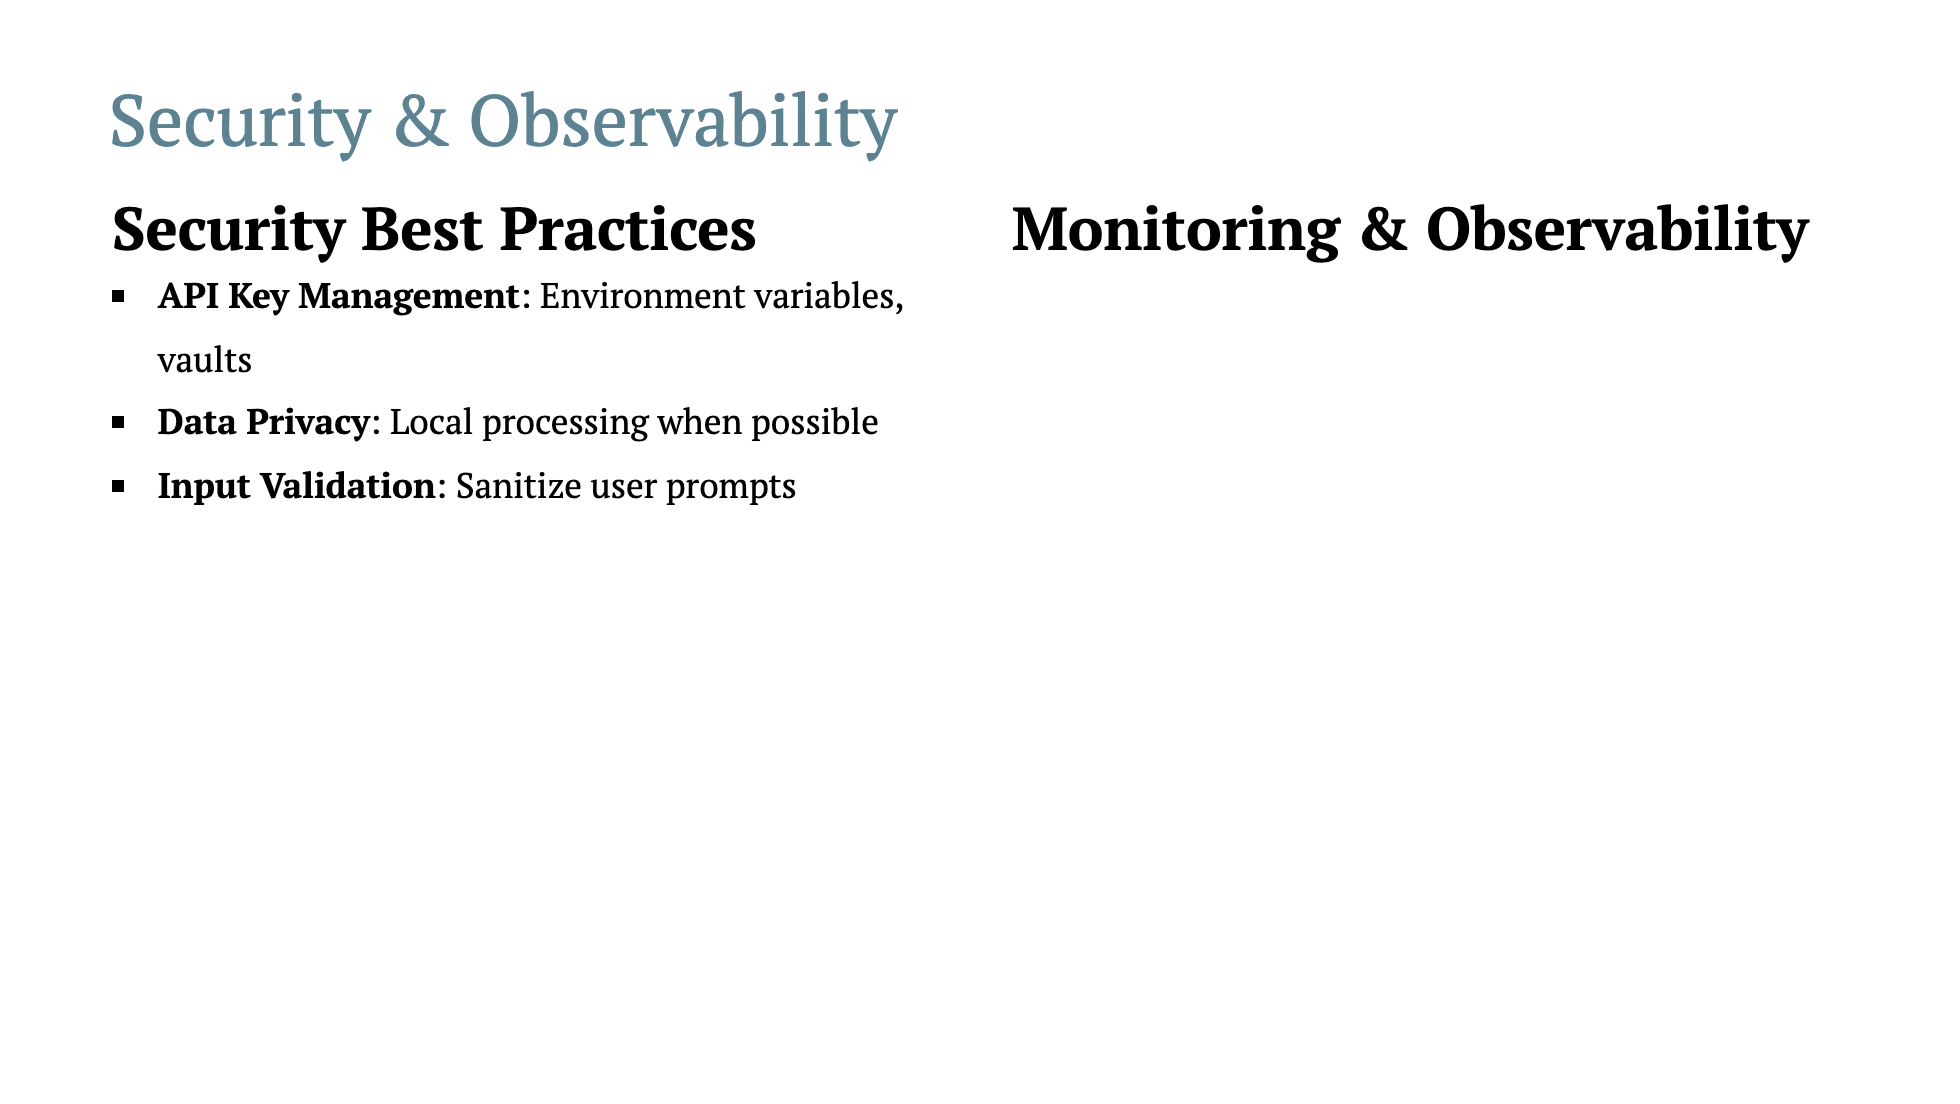 Security & Observability
Security Best Practices
▪ API Key Management: Environment variables,
vaults
▪ Data Privacy: Local processing when possible
▪ Input Validation: Sanitize user prompts
Monitoring & Observability